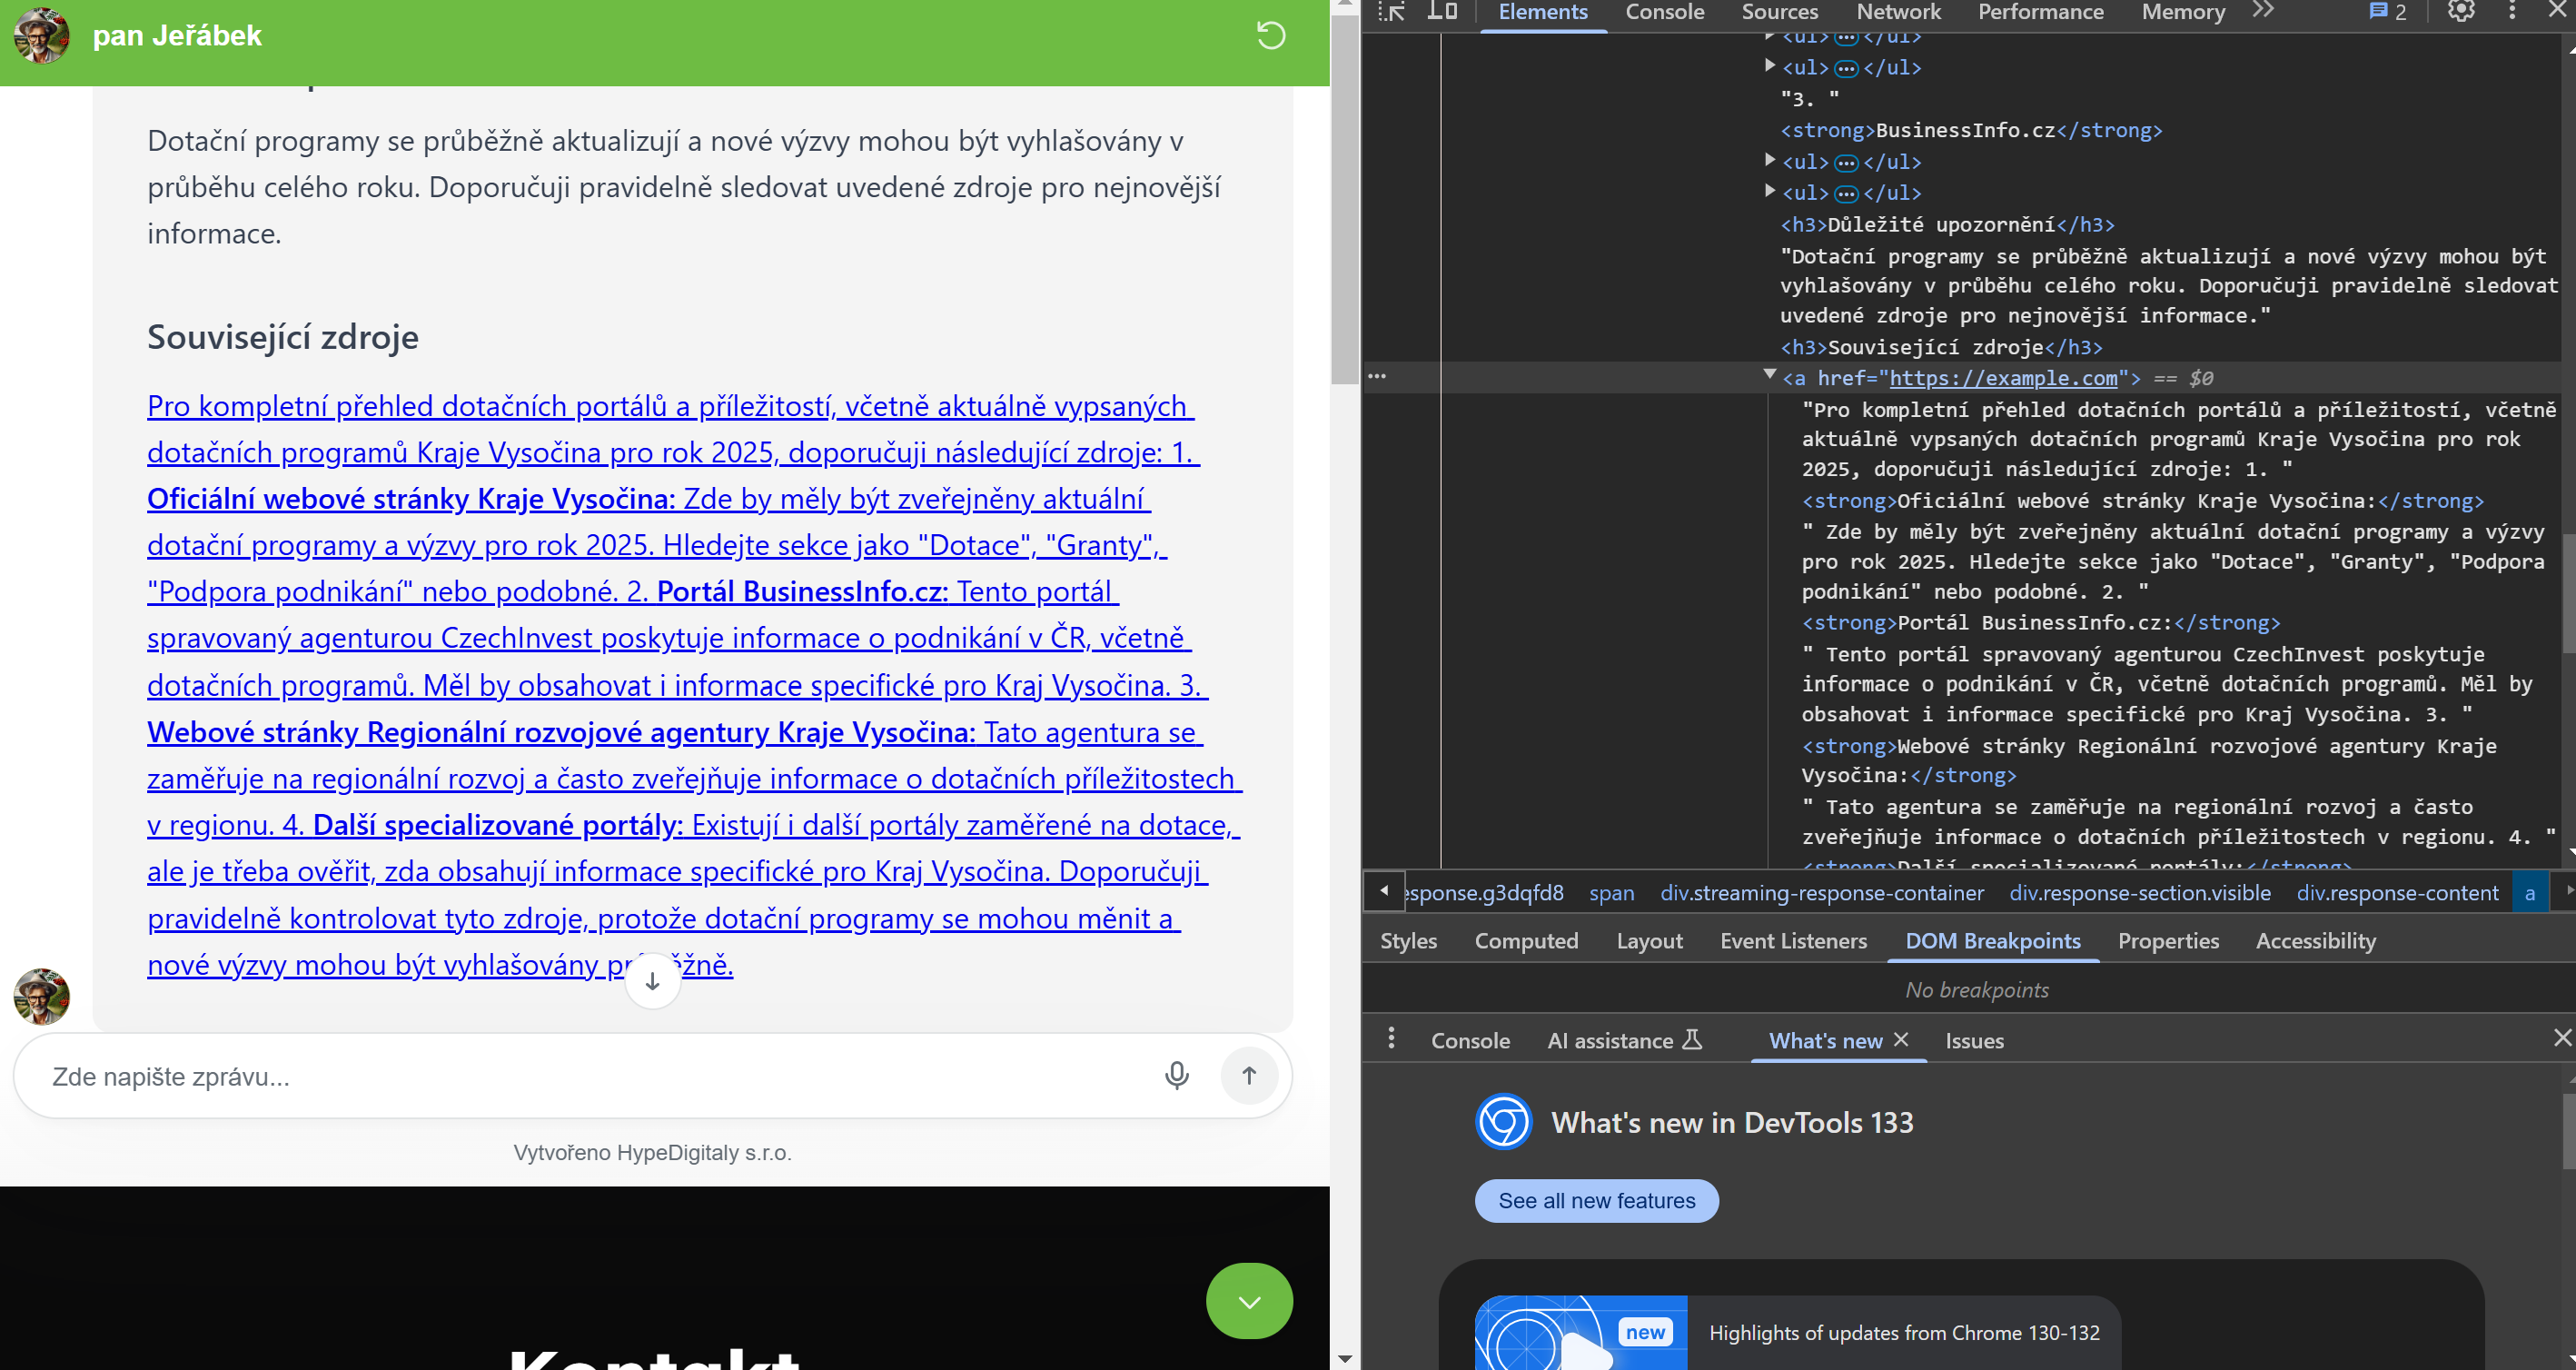 pan Jeřábek
Dotační programy se průběžně aktualizují a nové výzvy mohou být vyhlašovány v
průběhu celého roku. Doporučuji pravidelně sledovat uvedené zdroje pro nejnovější
informace.
Související zdroje
Pro kompletní přehled dotačních portálů a příležitostí, včetně aktuálně vypsaných
dotačních programů Kraje Vysočina pro rok 2025, doporučuji následující zdroje: 1.
Oficiální webové stránky Kraje Vysočina: Zde by měly být zveřejněny aktuální
dotační programy a výzvy pro rok 2025. Hledejte sekce jako "Dotace", "Granty",
"Podpora podnikání" nebo podobné. 2. Portál BusinessInfo.cz: Tento portál
spravovaný agenturou CzechInvest poskytuje informace o podnikání v ČR, včetně
dotačních programů. Měl by obsahovat i informace specifické pro Kraj Vysočina. 3.
Webové stránky Regionální rozvojové agentury Kraje Vysočina: Tato agentura se
zaměřuje na regionální rozvoj a často zveřejňuje informace o dotačních příležitostech
v regionu. 4. Další specializované portály: Existují i další portály zaměřené na dotace,
ale je třeba ověřit, zda obsahují informace specifické pro Kraj Vysočina. Doporučuji
pravidelně kontrolovat tyto zdroje, protože dotační programy se mohou měnit a
nové výzvy mohou být vyhlašovány
Zde napište zprávu...
Vytvořeno HypeDigitaly s.r.o.
Kontakt
Elements Console Sources Network Performance Memory 2
<ul> </ul>
<ul> </ul>
"3. "
<strong>BusinessInfo.cz</strong>
<ul> </ul>
<ul> </ul>
<h3>Důležité upozornění</h3>
"Dotační programy se průběžně aktualizují a nové výzvy mohou být
vyhlašovány v průběhu celého roku. Doporučuji pravidelně sledovat
uvedené zdroje pro nejnovější informace."
<h3>Související zdroje</h3>
<a href="https://example.com"> == $0
"Pro kompletní přehled dotačních portálů a příležitostí, včetně
aktuálně vypsaných dotačních programů Kraje Vysočina pro rok
2025, doporučuji následující zdroje: 1. "
<strong>Oficiální webové stránky Kraje Vysočina:</strong>
" Zde by měly být zveřejněny aktuální dotační programy a výzvy
pro rok 2025. Hledejte sekce jako "Dotace", "Granty", "Podpora
podnikání" nebo podobné. 2. "
<strong>Portál BusinessInfo.cz:</strong>
" Tento portál spravovaný agenturou CzechInvest poskytuje
informace o podnikání v ČR, včetně dotačních programů. Měl by
obsahovat i informace specifické pro Kraj Vysočina. 3. "
<strong>Webové stránky Regionální rozvojové agentury Kraje
Vysočina:</strong>
" Tato agentura se zaměřuje na regionální rozvoj a často
zveřejňuje informace o dotačních příležitostech v regionu. 4. "
<strong>Další specializované portály:</strong>
esponse.g3dqfd8 span div.streaming-response-container div.response-section.visible div.response-content a
Styles Computed Layout Event Listeners DOM Breakpoints Properties Accessibility
No breakpoints
Console AI assistance What's new Issues
What's new in DevTools 133
See all new features
new
Highlights of updates from Chrome 130-132